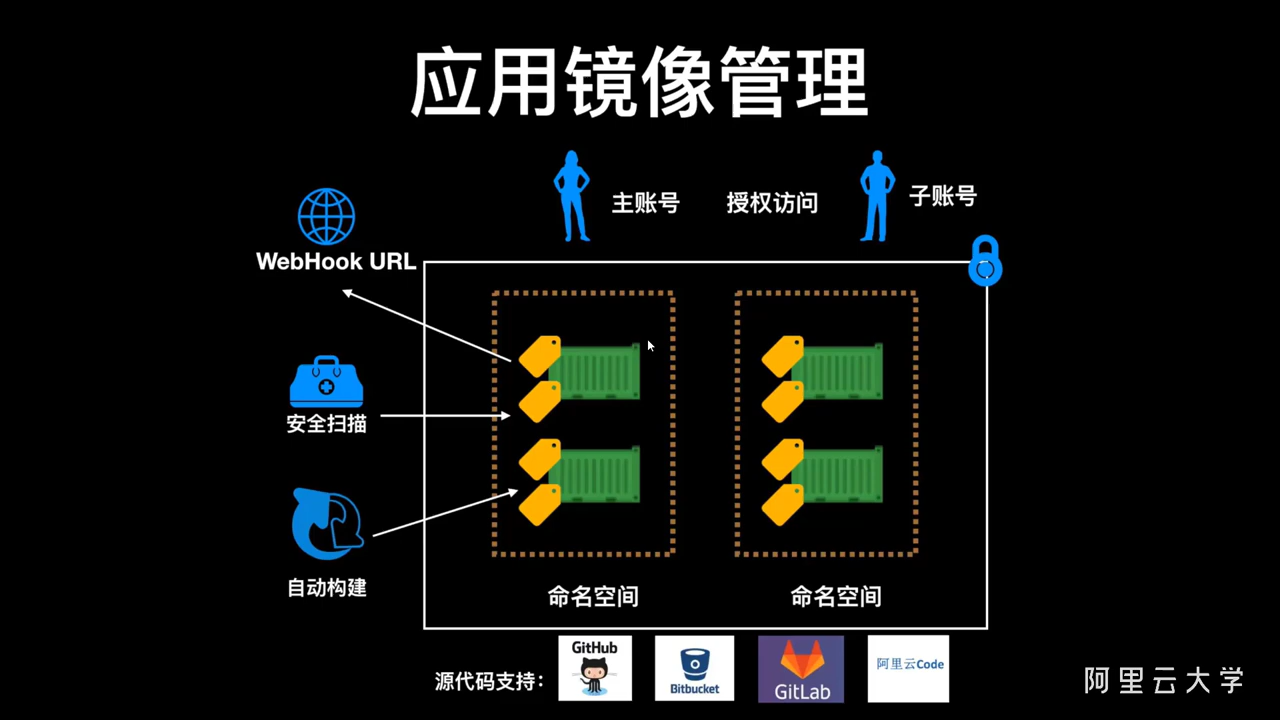 应用镜像管理
主账号
授权访问
子账号
WebHook URL
安全扫描
自动构建
命名空间
命名空间
源代码支持：
GitHub
Bitbucket
GitLab
阿里云Code
阿里云大学